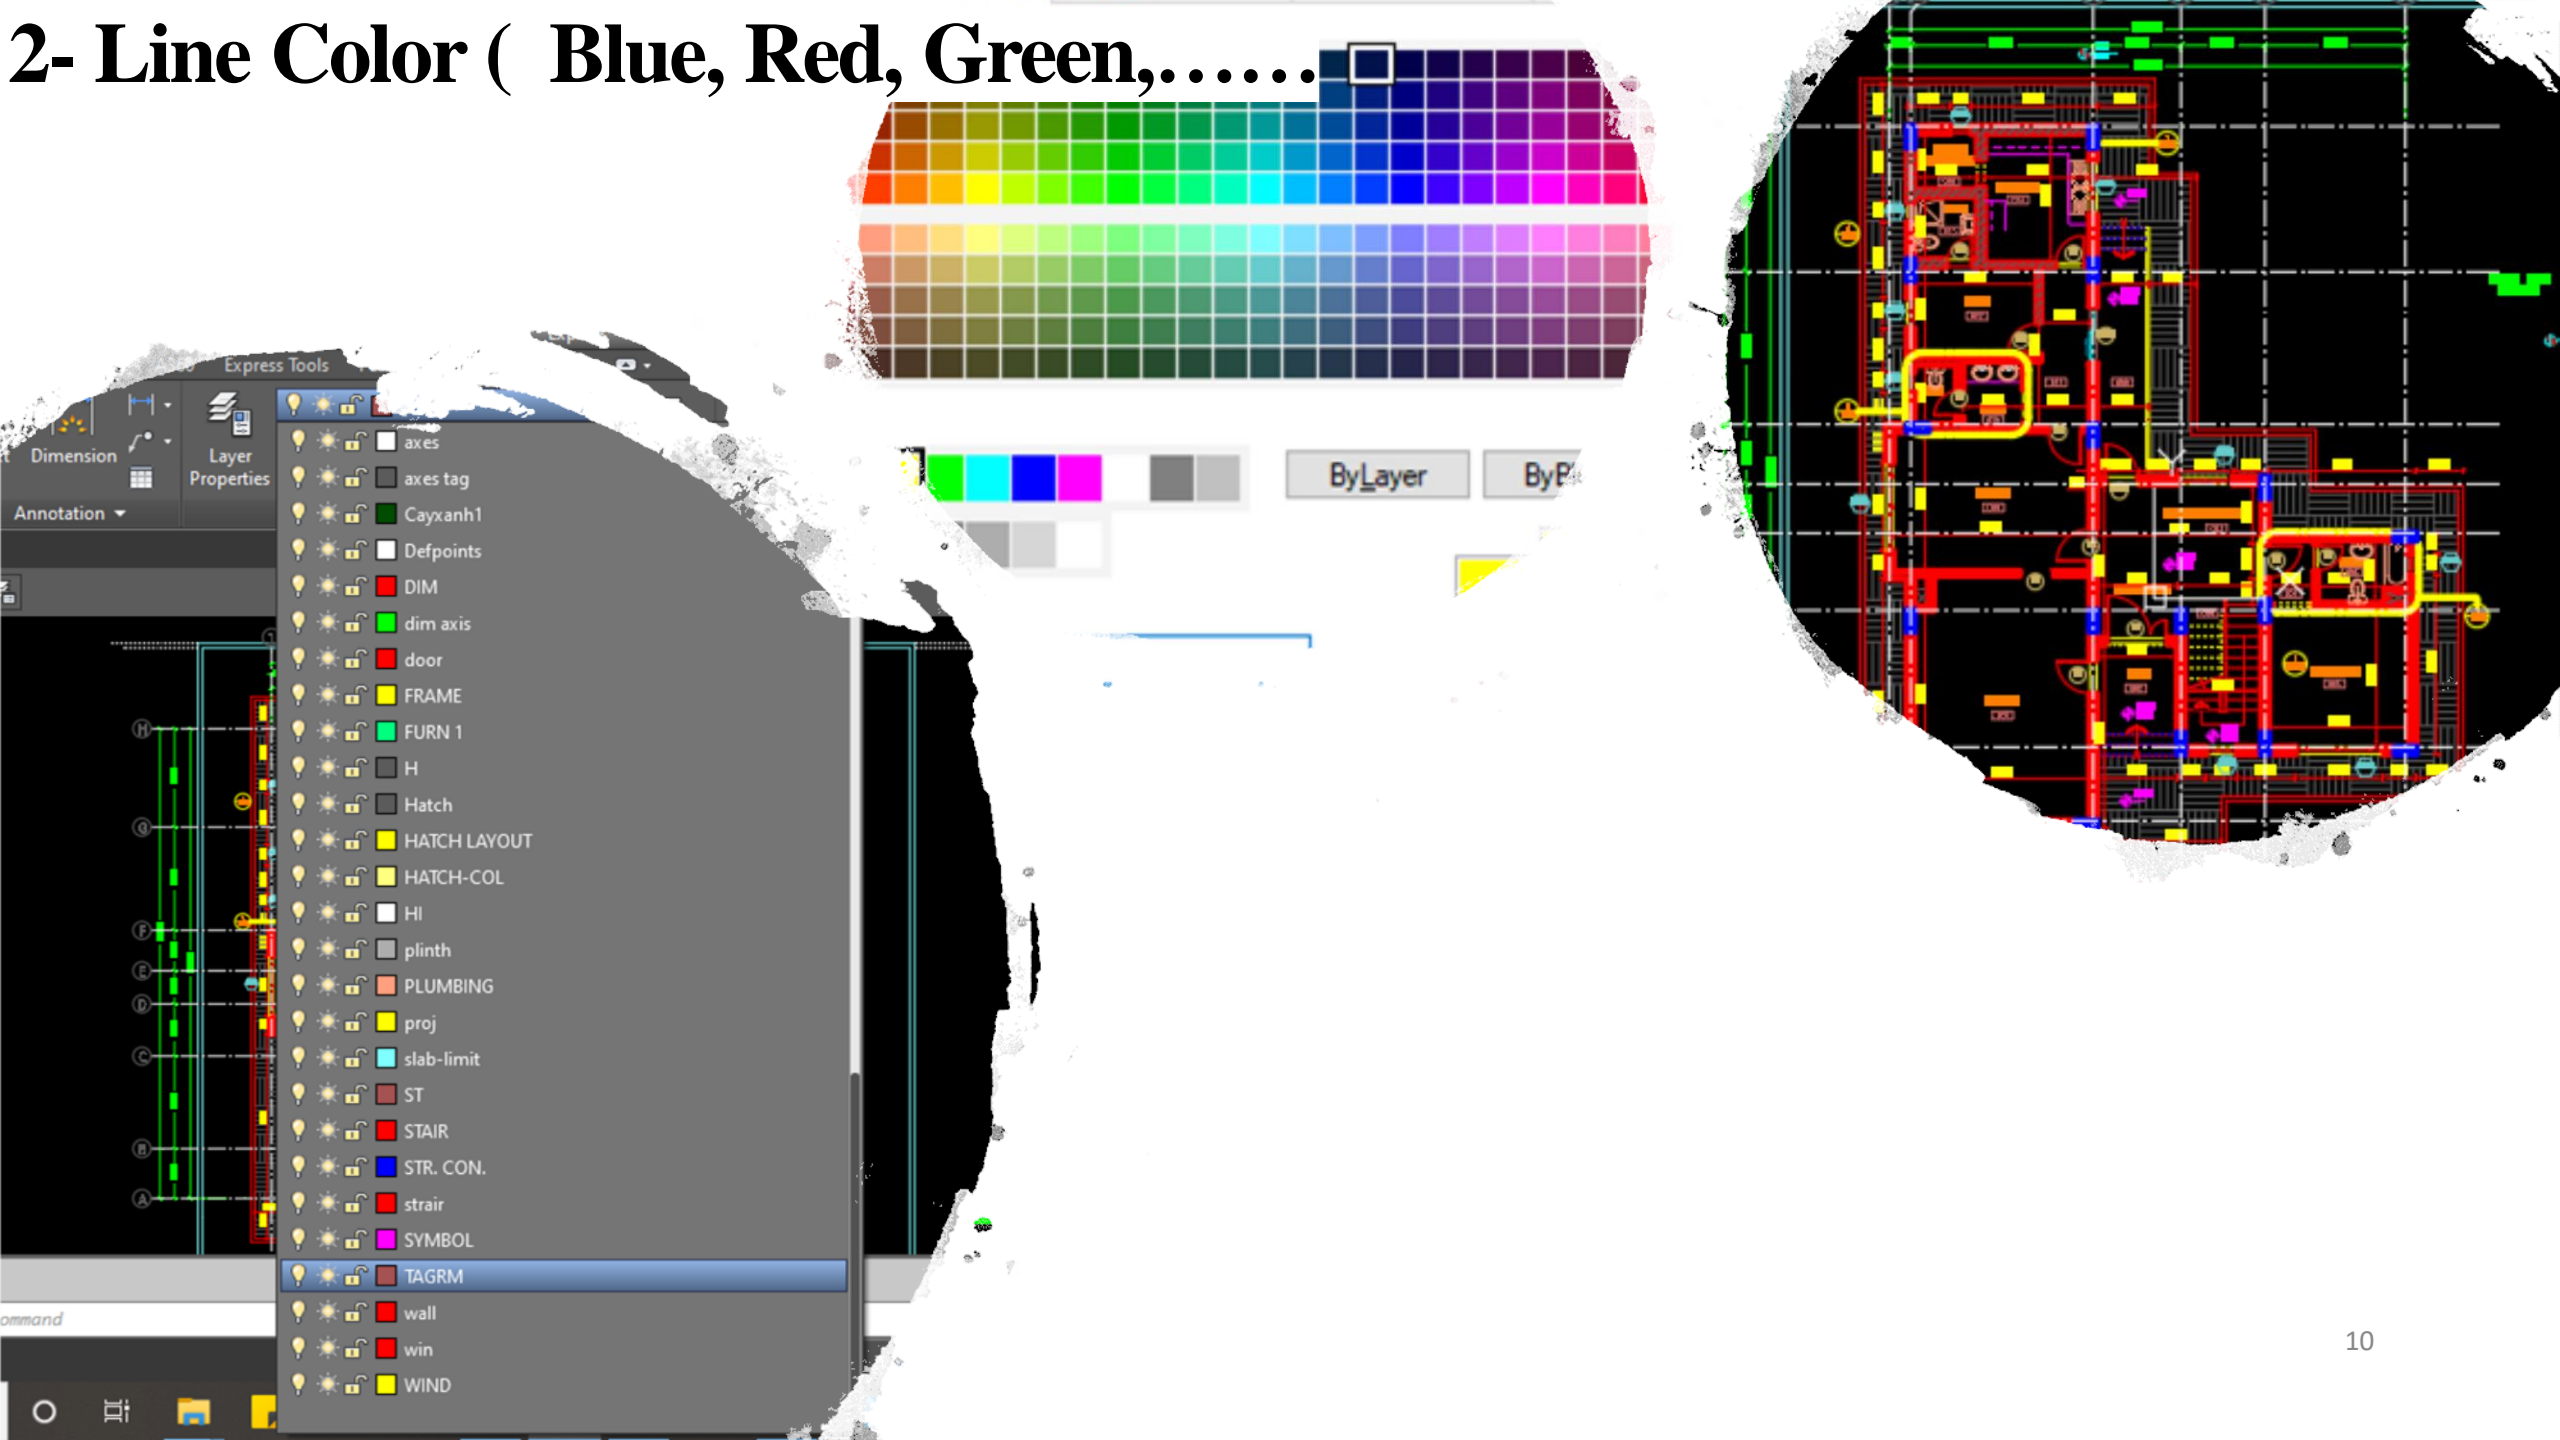 2- Line Color (  Blue, Red, Green,……
Express Tools
Dimension
Layer
Properties
Annotation
axes
axes tag
Cayxanh1
Defpoints
DIM
dim axis
door
FRAME
FURN 1
H
Hatch
HATCH LAYOUT
HATCH-COL
HI
plinth
PLUMBING
proj
slab-limit
ST
STAIR
STR. CON.
strair
SYMBOL
TAGRM
wall
win
WIND
H
G
F
E
D
C
B
A
ommand
ByLayer
10